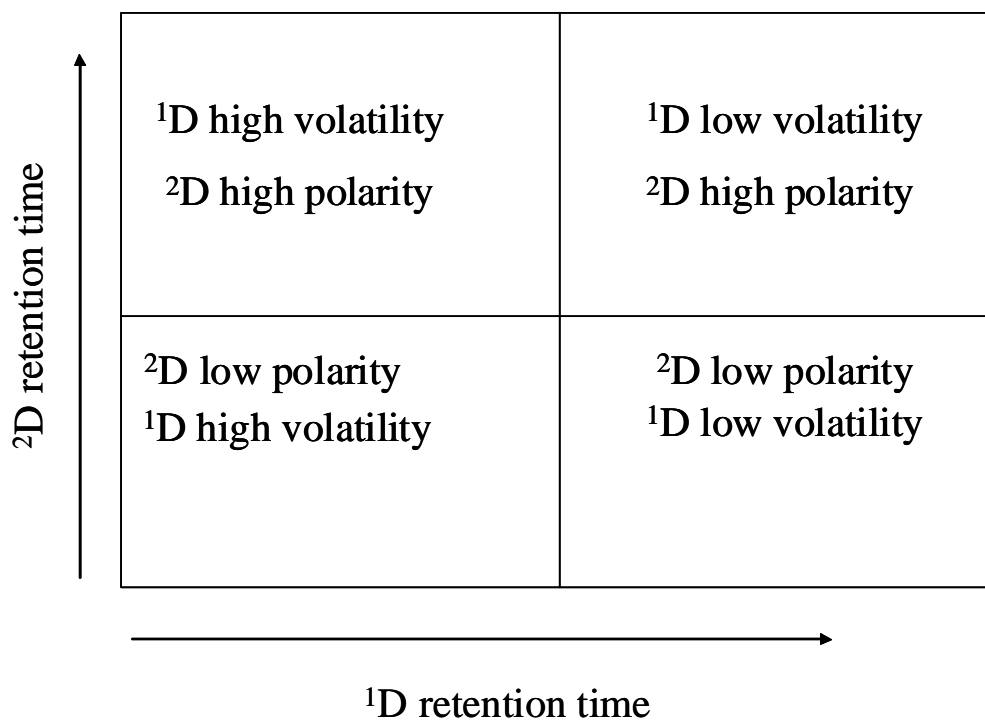 ¹D high volatility
²D high polarity
¹D low volatility
²D high polarity
²D low polarity
¹D high volatility
²D low polarity
¹D low volatility
²D retention time
¹D retention time